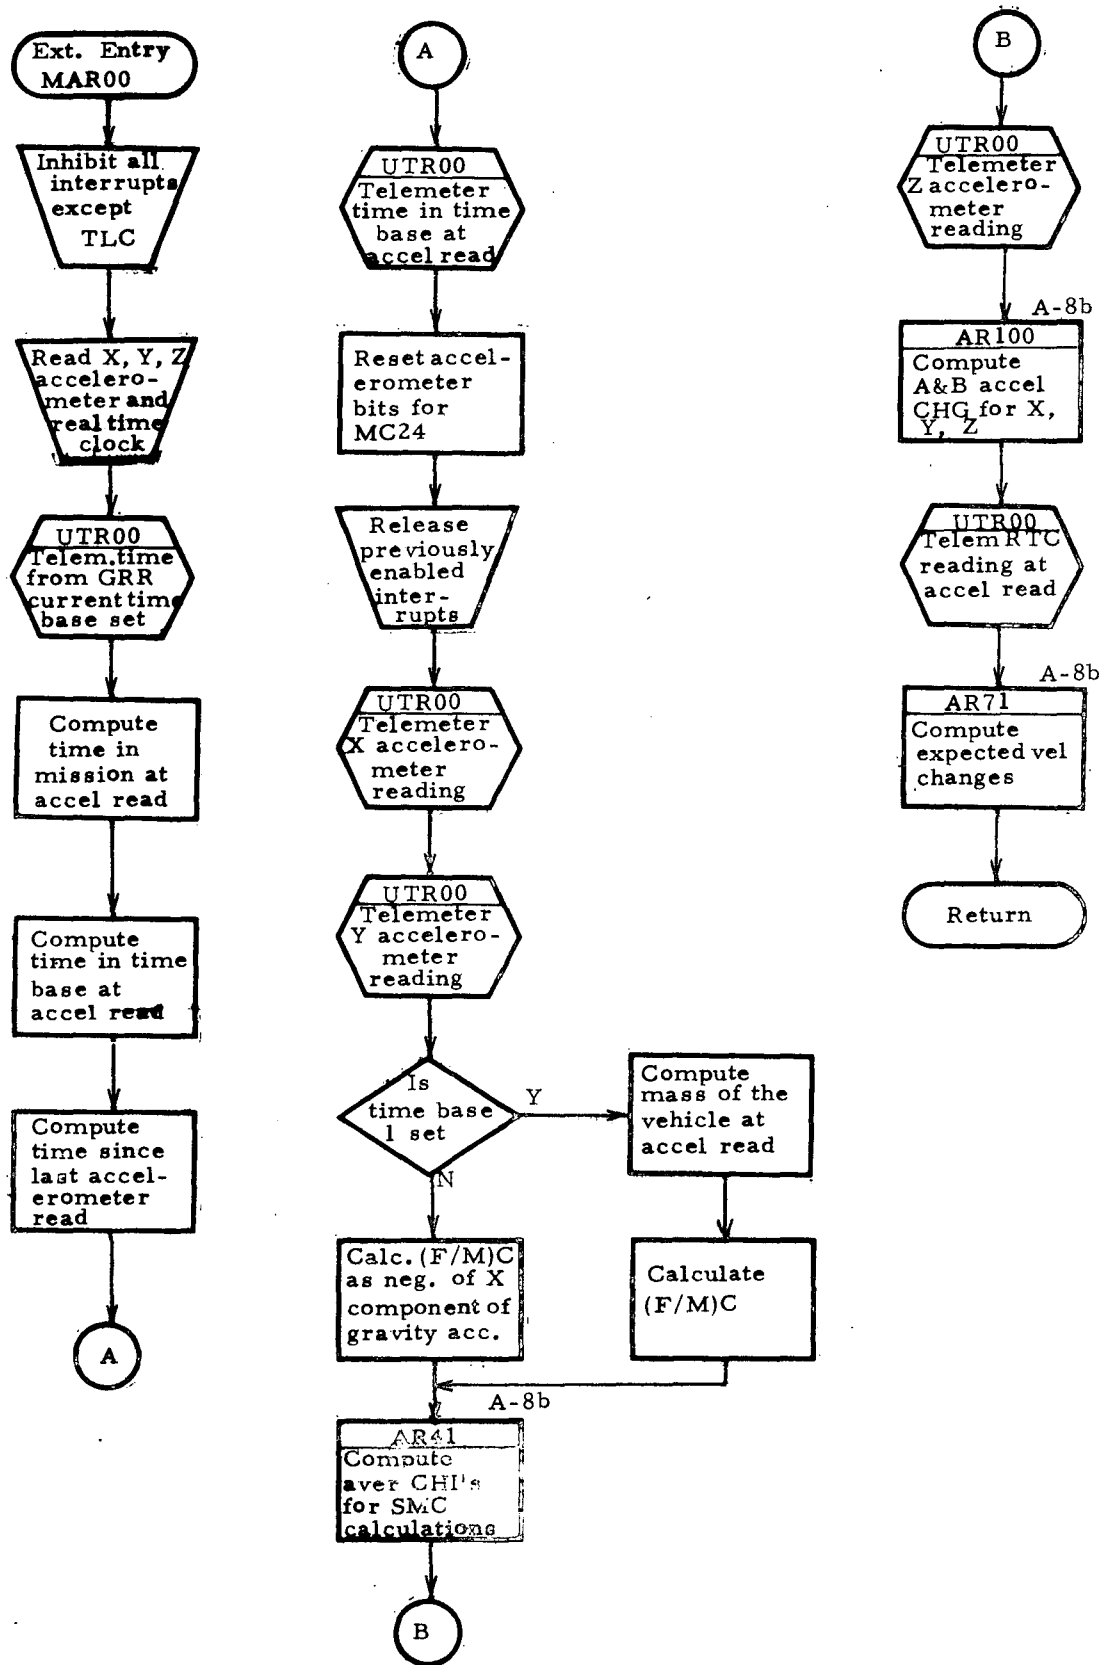 Ext. Entry
MAR00
Inhibit all
interrupts
except
TLC
Read X, Y, Z
accelero-
meter and
real time
clock
UTR00
Telem.time
from GRR
current time
base set
Compute
time in
mission at
accel read
Compute
time in time
base at
accel read
Compute
time since
last accel-
erometer
read
A
A
UTR00
Telemeter
time in time
base at
accel read
Reset accel-
erometer
bits for
MC24
Release
previously
enabled
inter-
rupts
UTR00
Telemeter
X accelero-
meter
reading
UTR00
Telemeter
Y accelero-
meter
reading
Is
time base
1 set
Y
N
Compute
mass of the
vehicle at
accel read
Calculate
(F/M)C
Calc. (F/M)C
as neg. of X
component of
gravity acc.
A-8b
AR41
Compute
aver CHI's
for SMC
calculations
B
B
UTR00
Telemeter
Z accelero-
meter
reading
A-8b
AR100
Compute
A&B accel
CHG for X,
Y, Z
UTR00
Telem RTC
reading at
accel read
A-8b
AR71
Compute
expected vel
changes
Return